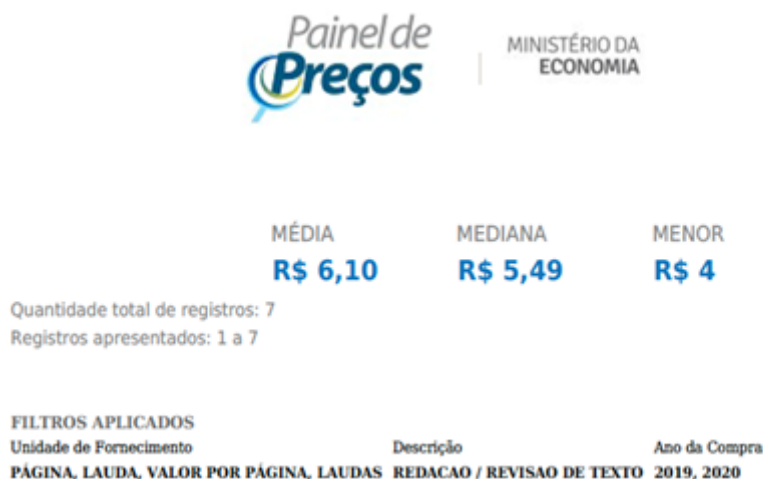 Painel de
Preços
MINISTÉRIO DA
ECONOMIA
MÉDIA MEDIANA MENOR
R$ 6,10 R$ 5,49 R$ 4
Quantidade total de registros: 7
Registros apresentados: 1 a 7
FILTROS APLICADOS
Unidade de Fornecimento Descrição Ano da Compra
PÁGINA, LAUDA, VALOR POR PÁGINA, LAUDAS REDACAO / REVISAO DE TEXTO 2019, 2020